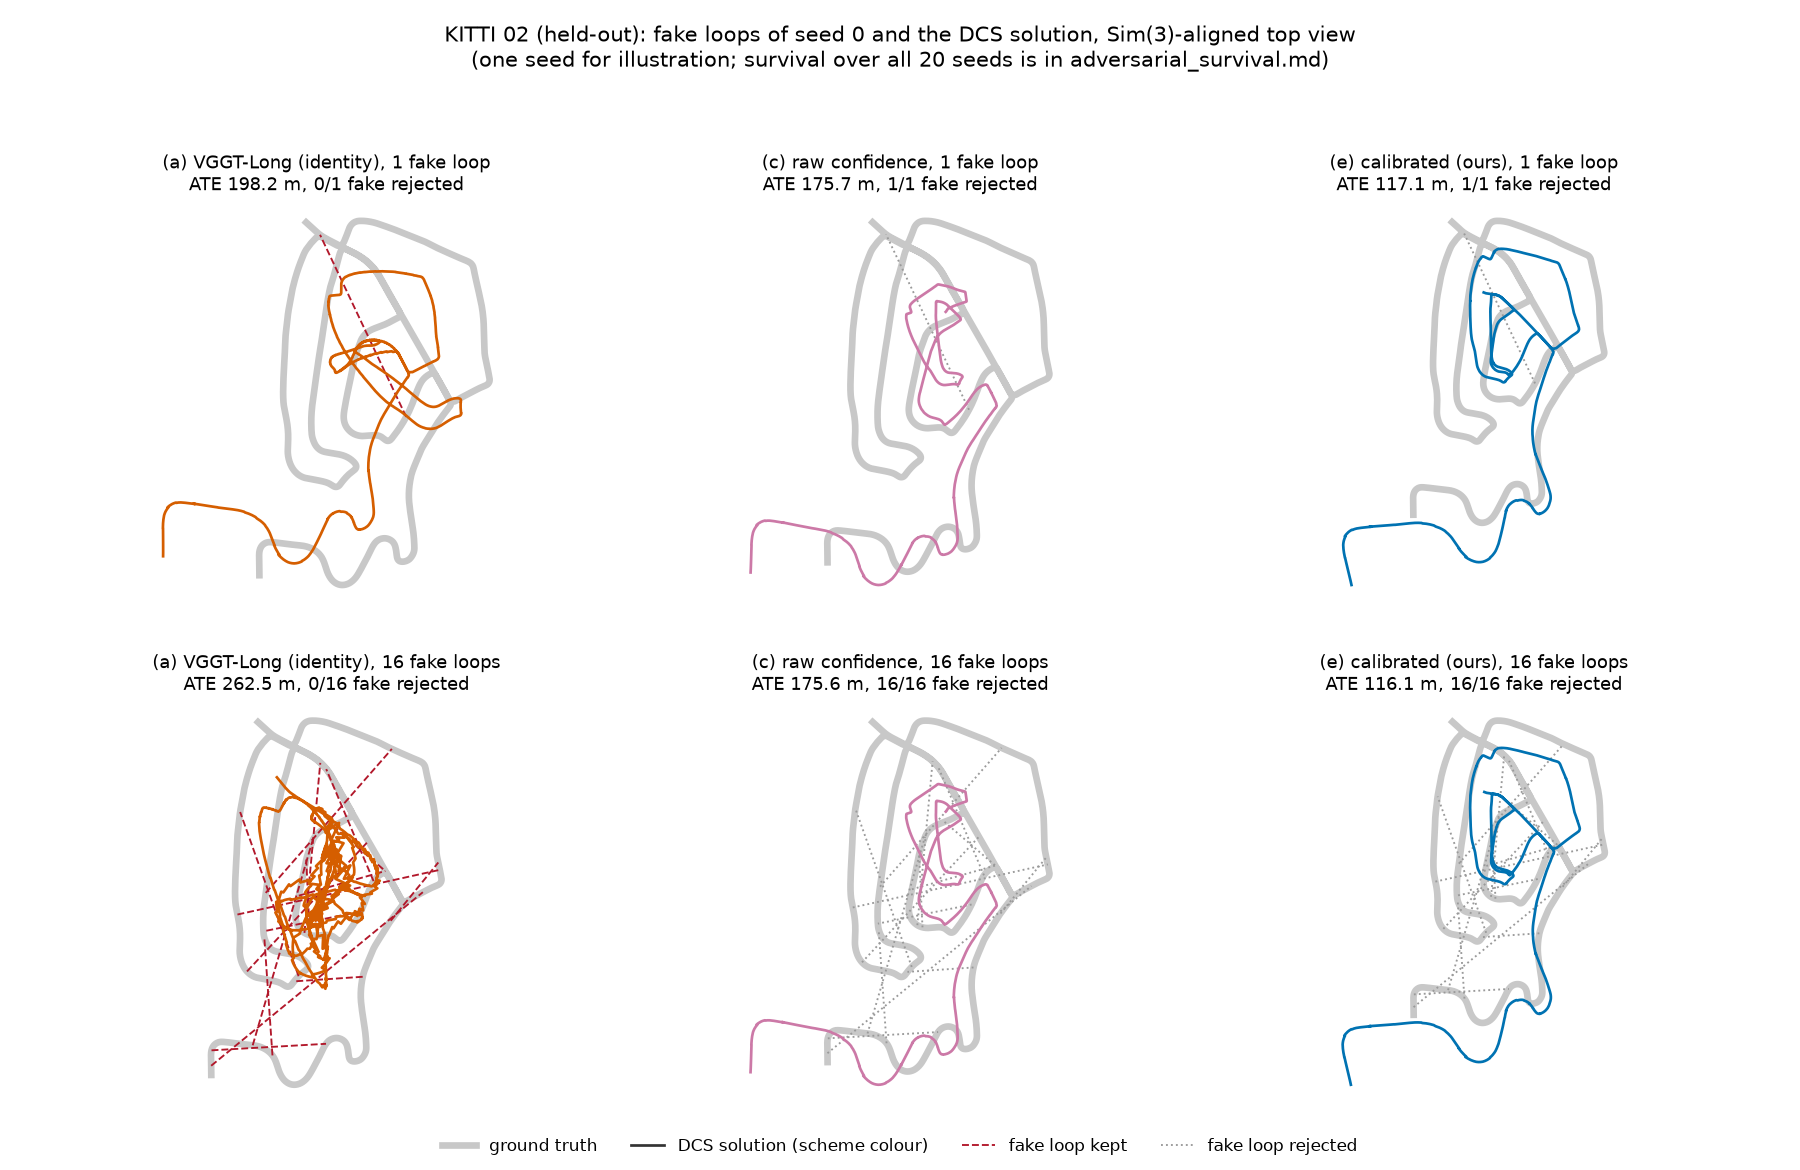 KITTI 02 (held-out): fake loops of seed 0 and the DCS solution, Sim(3)-aligned top view
(one seed for illustration; survival over all 20 seeds is in adversarial_survival.md)
(a) VGGT-Long (identity), 1 fake loop
ATE 198.2 m, 0/1 fake rejected
(c) raw confidence, 1 fake loop
ATE 175.7 m, 1/1 fake rejected
(e) calibrated (ours), 1 fake loop
ATE 117.1 m, 1/1 fake rejected
(a) VGGT-Long (identity), 16 fake loops
ATE 262.5 m, 0/16 fake rejected
(c) raw confidence, 16 fake loops
ATE 175.6 m, 16/16 fake rejected
(e) calibrated (ours), 16 fake loops
ATE 116.1 m, 16/16 fake rejected
ground truth
DCS solution (scheme colour)
fake loop kept
fake loop rejected